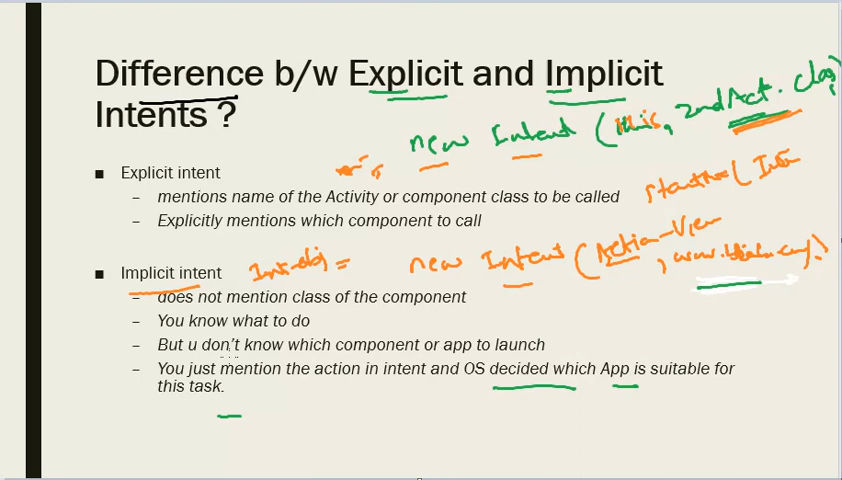 Difference b/w Explicit and Implicit
Intents ?
new Intent (this, 2ndAct. class
■ Explicit intent
– mentions name of the Activity or component class to be called
– Explicitly mentions which component to call
new Intent (Action-View
■ Implicit intent
– does not mention class of the component
– You know what to do
– But u don't know which component or app to launch
– You just mention the action in intent and OS decided which App is suitable for
this task.